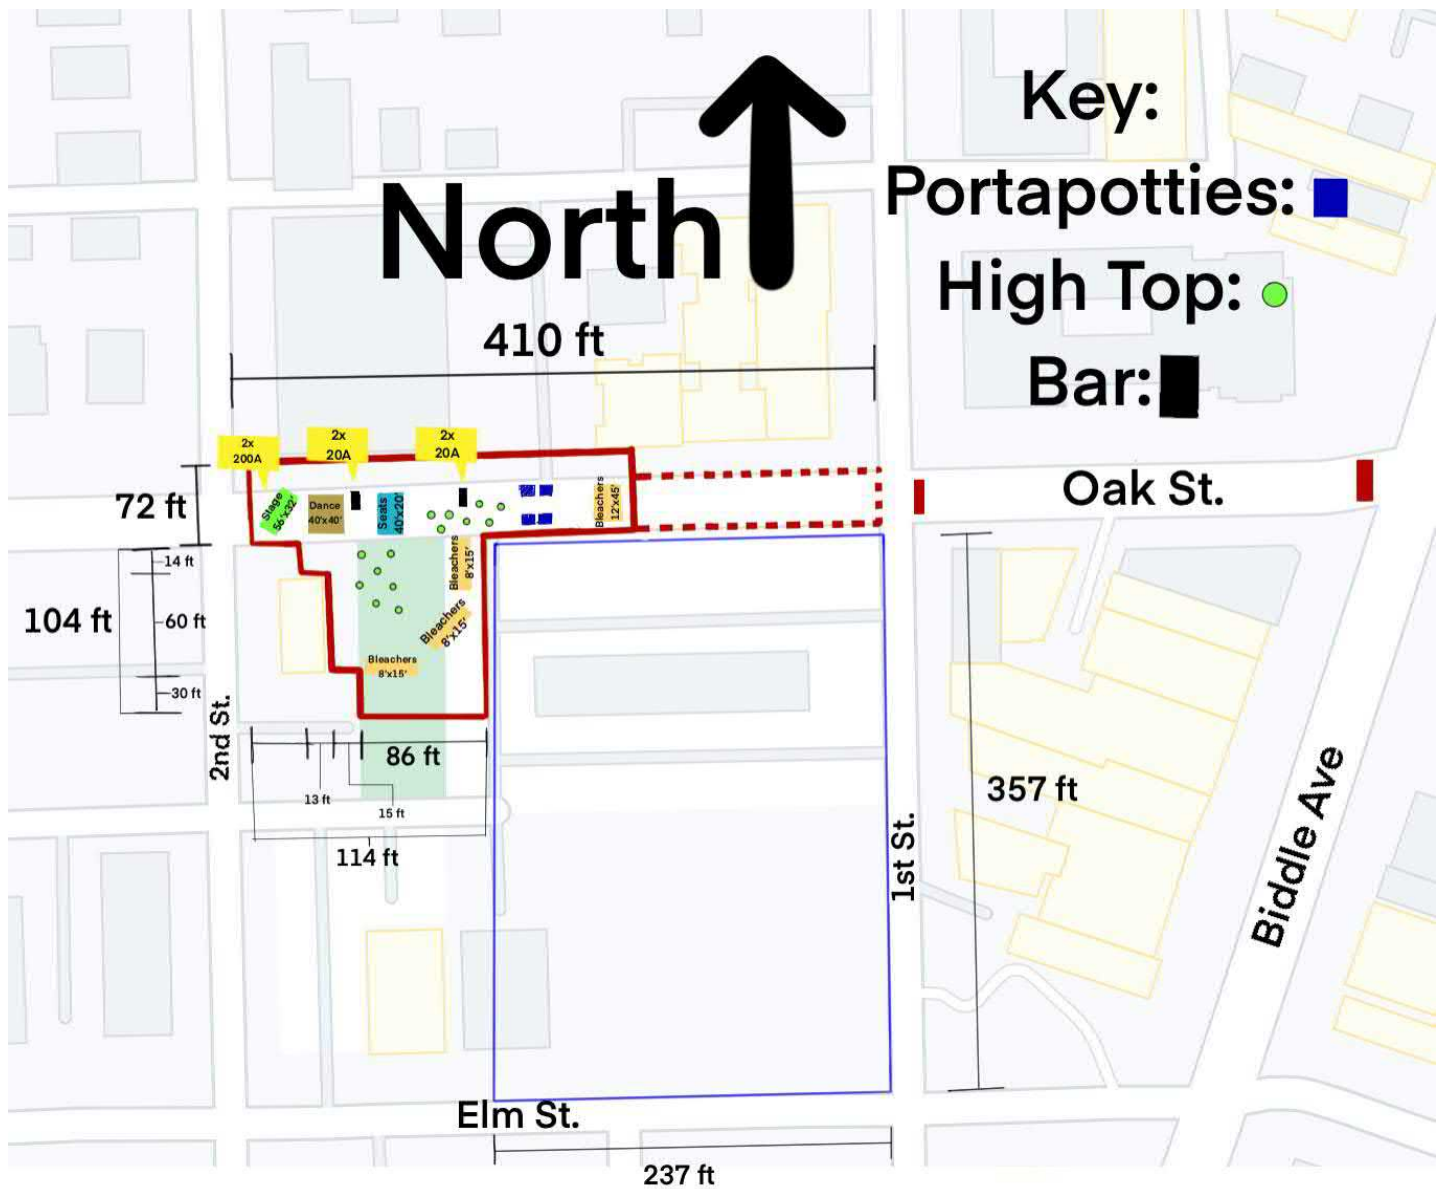 Key:
Portapotties:
High Top:
Bar:
North
410 ft
2x
200A
2x
20A
2x
20A
72 ft
Stage
56'x32'
Dance
40'x40'
Seats
40'x20'
Bleachers
12'x45'
Oak St.
14 ft
104 ft
60 ft
30 ft
Bleachers
8'x15'
Bleachers
8'x15'
Bleachers
8'x15'
2nd St.
86 ft
13 ft
15 ft
114 ft
357 ft
1st St.
Biddle Ave
Elm St.
237 ft